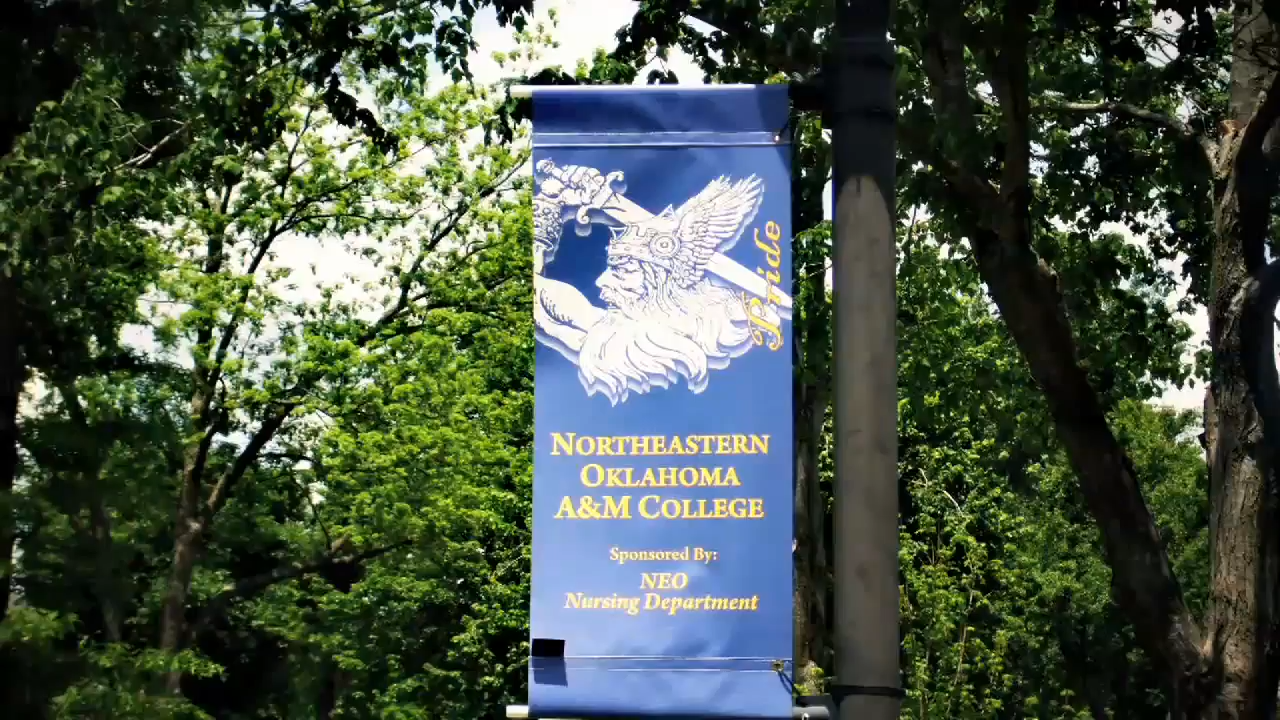 Pride
NORTHEASTERN
OKLAHOMA
A&M COLLEGE
Sponsored By:
NEO
Nursing Department